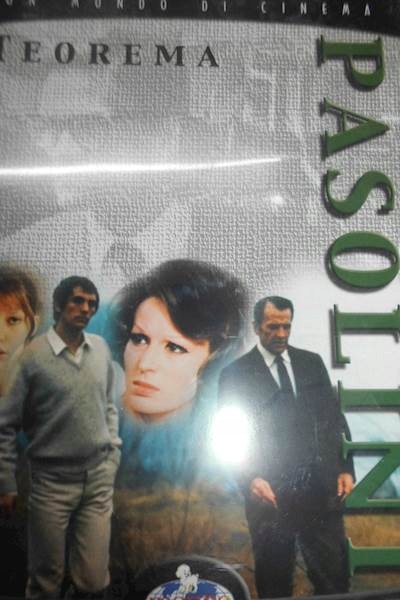 UN MONDO DI CINEMA
TEOREMA
PASOLINI